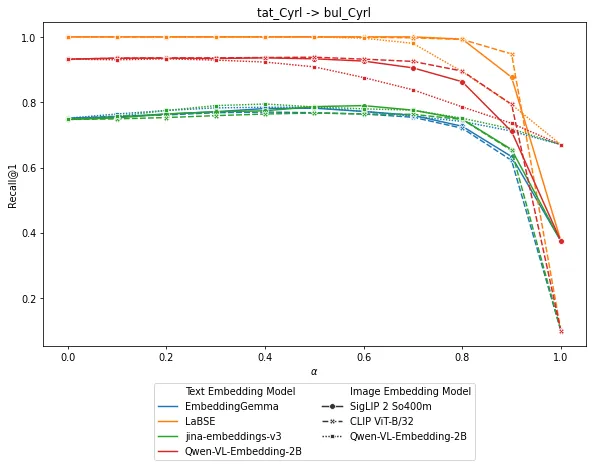 tat_Cyrl -> bul_Cyrl
Recall@1
1.0
0.8
0.6
0.4
0.2
0.0 0.2 0.4 0.6 0.8 1.0
α
Text Embedding Model Image Embedding Model
EmbeddingGemma SigLIP 2 So400m
LaBSE CLIP ViT-B/32
jina-embeddings-v3 Qwen-VL-Embedding-2B
Qwen-VL-Embedding-2B